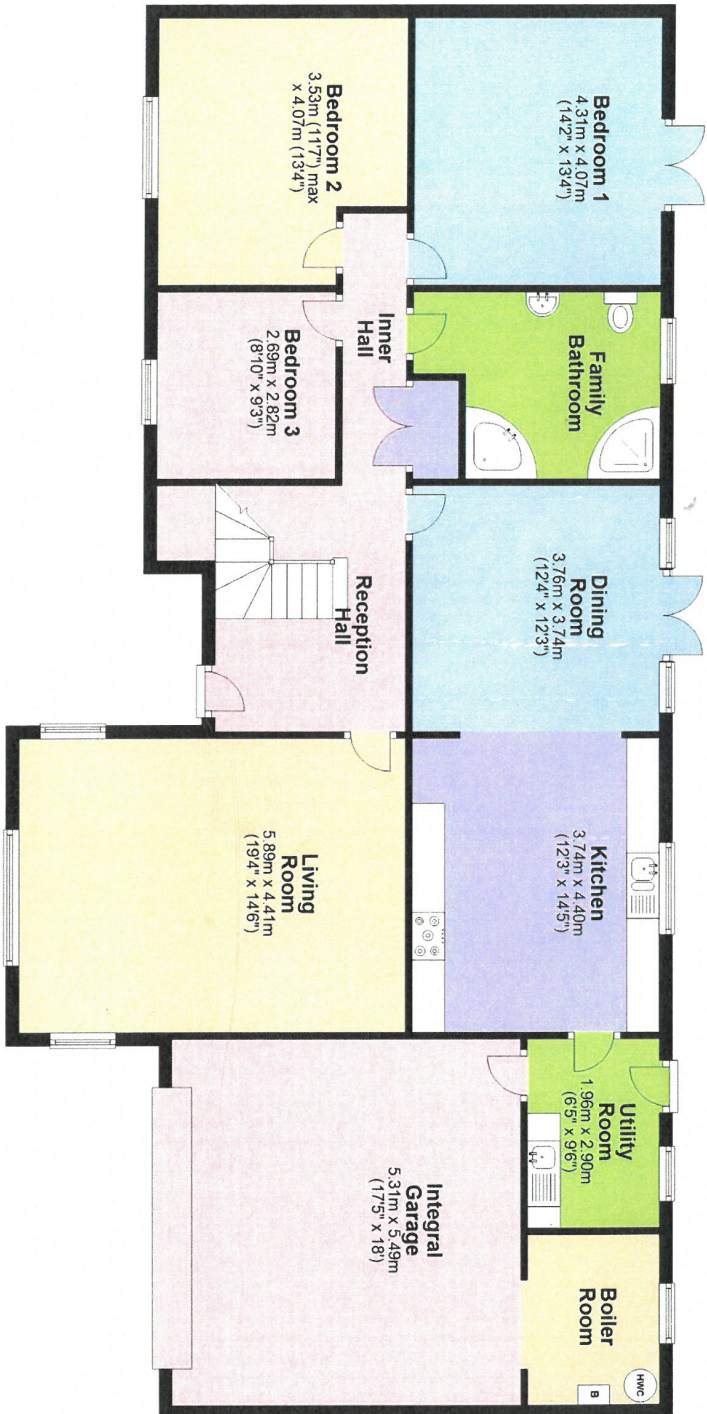 Bedroom 1
4.31m x 4.07m
(14'2" x 13'4")
Family
Bathroom
Dining
Room
3.76m x 3.74m
(12'4" x 12'3")
Kitchen
3.74m x 4.40m
(12'3" x 14'5")
Utility
Room
1.96m x 2.90m
(6'5" x 9'6")
Boiler
Room
HWC
B
Bedroom 2
3.53m (11'7") max
x 4.07m (13'4")
Inner
Hall
Bedroom 3
2.69m x 2.82m
(8'10" x 9'3")
Reception
Hall
Living
Room
5.89m x 4.41m
(19'4" x 14'6")
Integral
Garage
5.31m x 5.49m
(17'5" x 18')